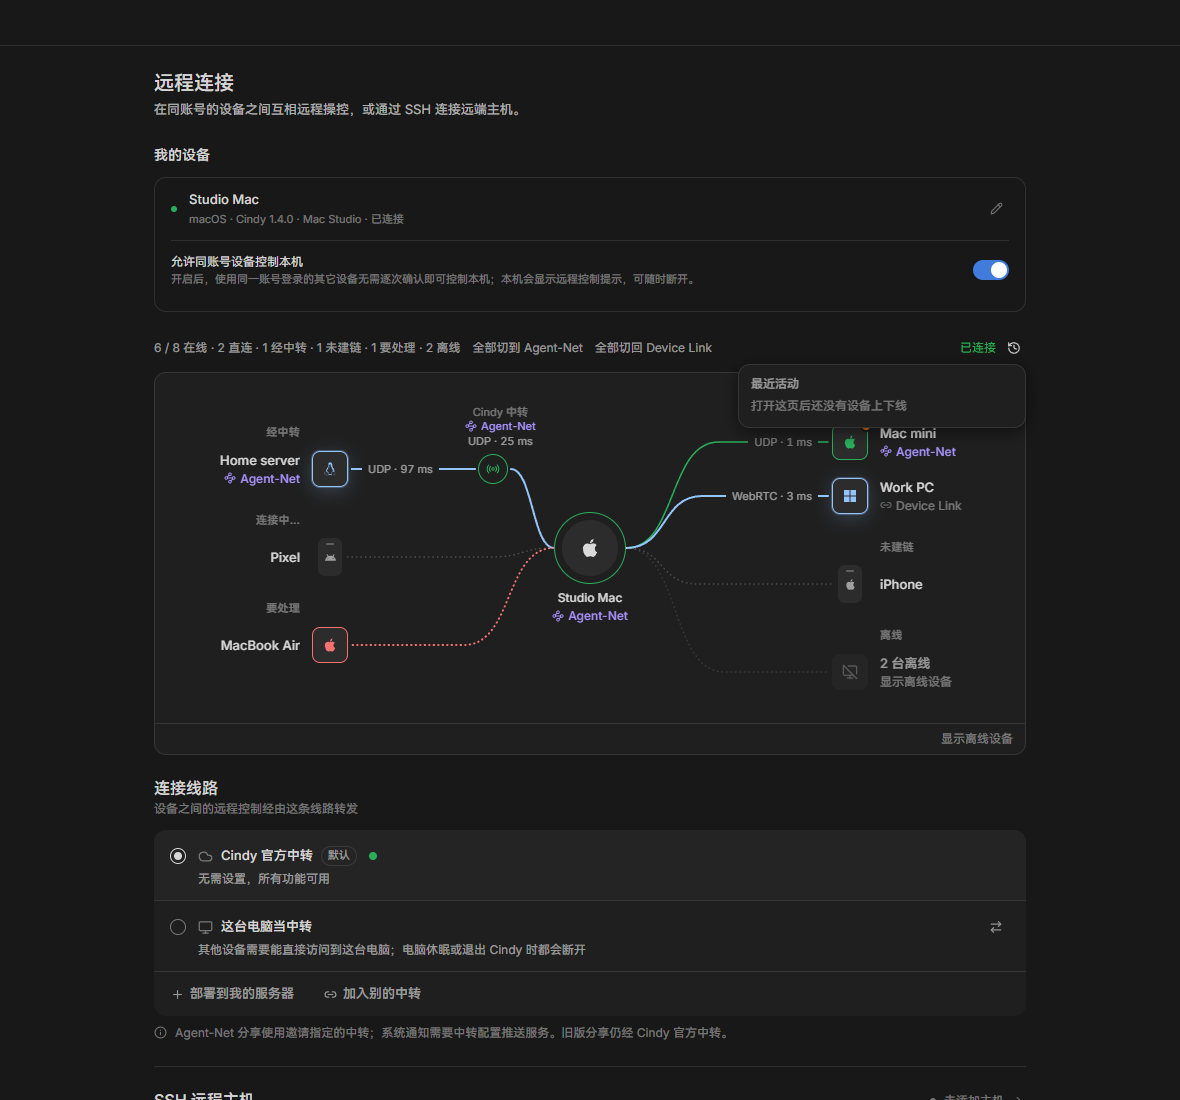 远程连接
在同账号的设备之间互相远程操控，或通过 SSH 连接远端主机。
我的设备
Studio Mac
macOS · Cindy 1.4.0 · Mac Studio · 已连接
允许同账号设备控制本机
开启后，使用同一账号登录的其它设备无需逐次确认即可控制本机；本机会显示远程控制提示，可随时断开。
6 / 8 在线 · 2 直连 · 1 经中转 · 1 未建链 · 1 要处理 · 2 离线 全部切到 Agent-Net 全部切回 Device Link
已连接
最近活动
打开这页后还没有设备上下线
经中转
Home server
Agent-Net
UDP · 97 ms
Cindy 中转
Agent-Net
UDP · 25 ms
连接中...
Pixel
要处理
MacBook Air
Studio Mac
Agent-Net
UDP · 1 ms
Mac mini
Agent-Net
WebRTC · 3 ms
Work PC
Device Link
未建链
iPhone
离线
2 台离线
显示离线设备
显示离线设备
连接线路
设备之间的远程控制经由这条线路转发
Cindy 官方中转 默认
无需设置，所有功能可用
这台电脑当中转
其他设备需要能直接访问到这台电脑；电脑休眠或退出 Cindy 时都会断开
部署到我的服务器 加入别的中转
Agent-Net 分享使用邀请指定的中转；系统通知需要中转配置推送服务。旧版分享仍经 Cindy 官方中转。
SSH 远程主机
未添加主机